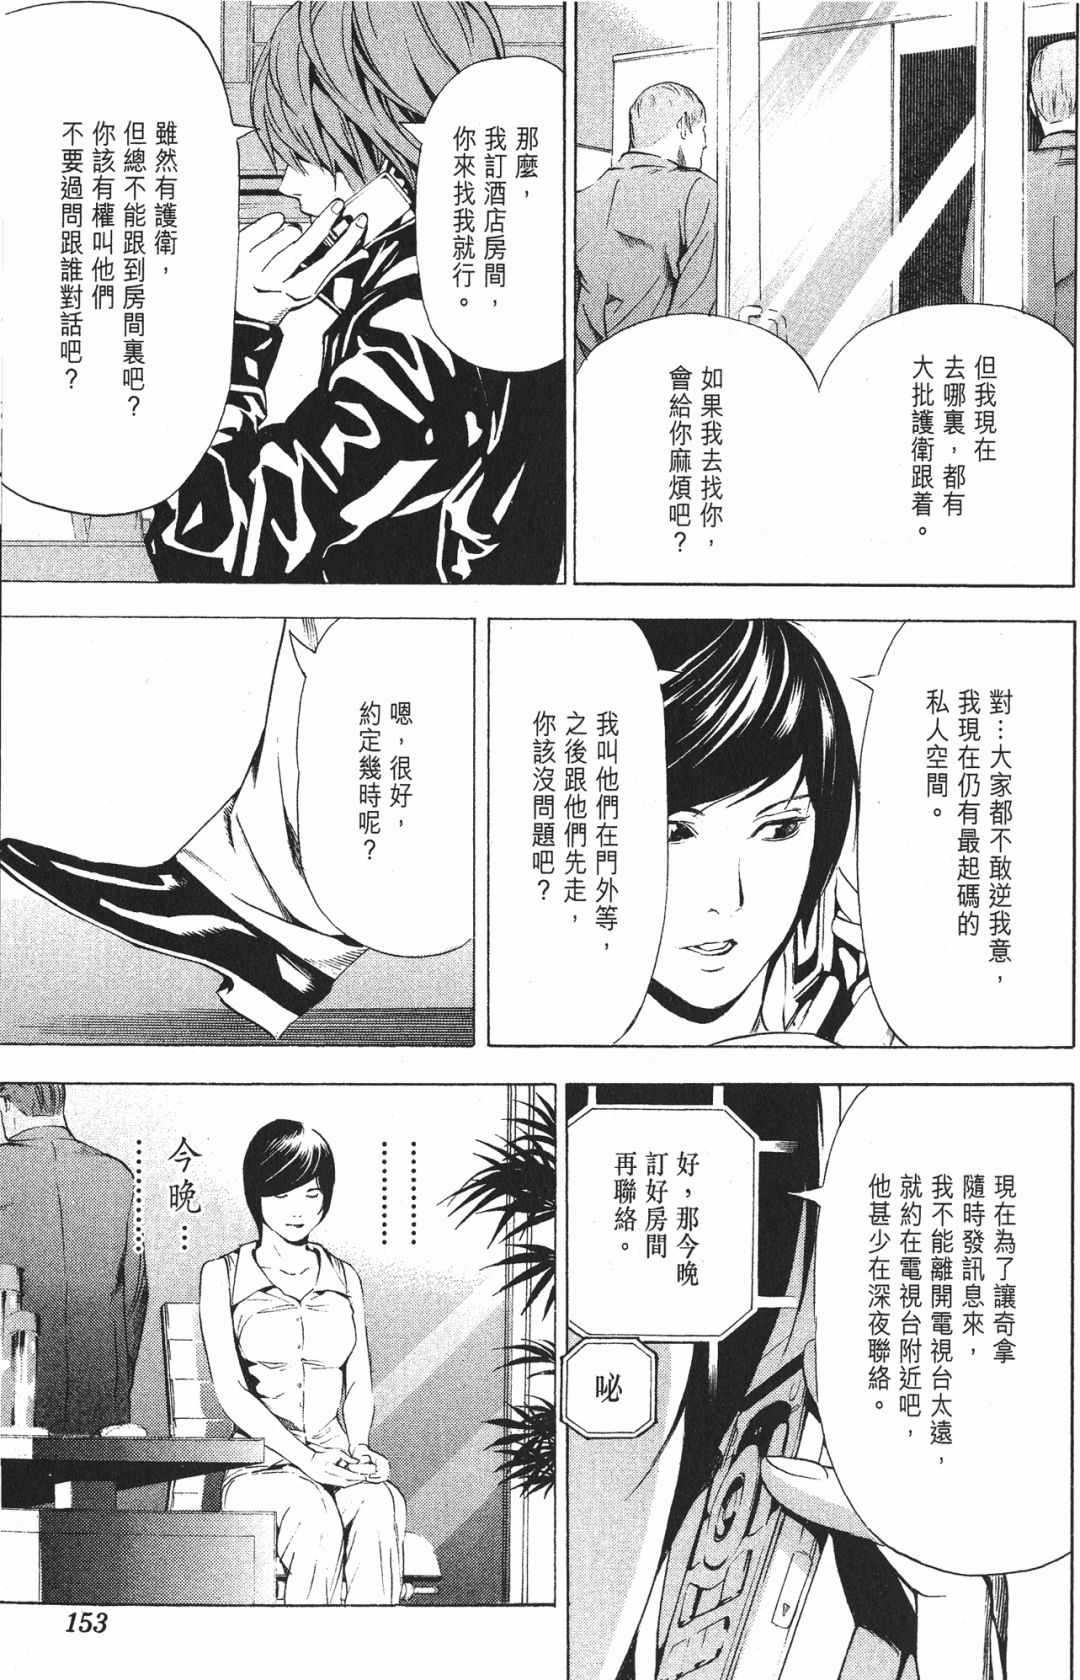 但我現在
去哪裏，都有
大批護衛跟着。
如果我去找你，
會給你麻煩吧？
那麼，
我訂酒店房間，
你來找我就行。
雖然有護衛，
但總不能跟到房間裏吧？
你該有權叫他們
不要過問跟誰對話吧？
對…大家都不敢逆我意，
我現在仍有最起碼的
私人空間。
我叫他們在門外等，
之後跟他們先走，
你該沒問題吧？
嗯，很好，
約定幾時呢？
現在為了讓奇拿
隨時發訊息來，
我不能離開電視台太遠，
就約在電視台附近吧，
他甚少在深夜聯絡。
好，那今晚
訂好房間
再聯絡。
咇
…………
今晚…
…………
153